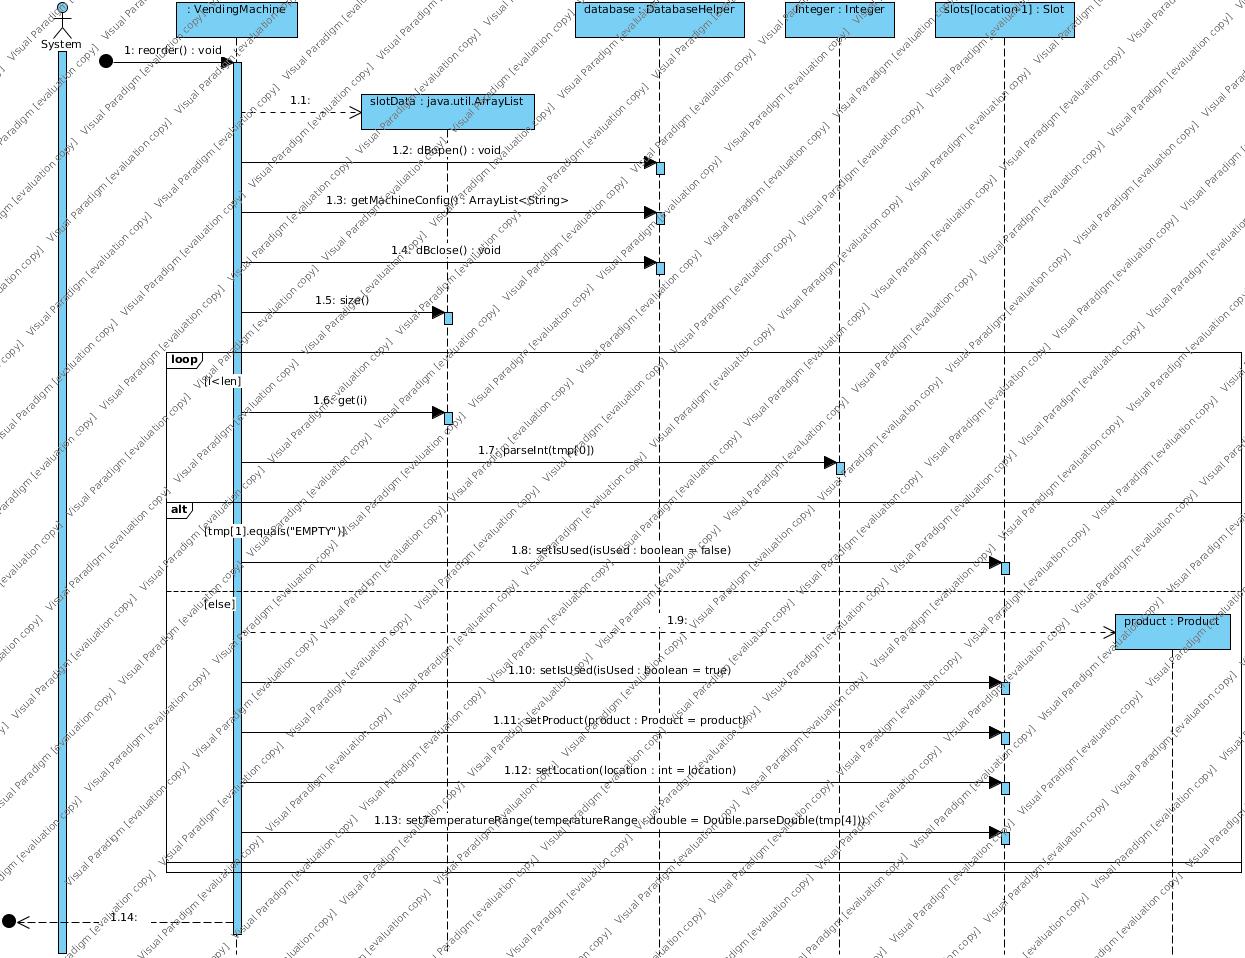 : VendingMachine
database : DatabaseHelper
Integer : Integer
slots[location-1] : Slot
System
1: reorder() : void
1.1:
slotData : java.util.ArrayList
1.2: dBopen() : void
1.3: getMachineConfig() : ArrayList<String>
1.4: dBclose() : void
1.5: size()
loop
[i<len]
1.6: get(i)
1.7: parseInt(tmp[0])
alt
[tmp[1].equals("EMPTY")]
1.8: setIsUsed(isUsed : boolean = false)
[else]
1.9:
product : Product
1.10: setIsUsed(isUsed : boolean = true)
1.11: setProduct(product : Product = product)
1.12: setLocation(location : int = location)
1.13: setTemperatureRange(temperatureRange : double = Double.parseDouble(tmp[4]))
1.14:
Visual Paradigm [evaluation copy]